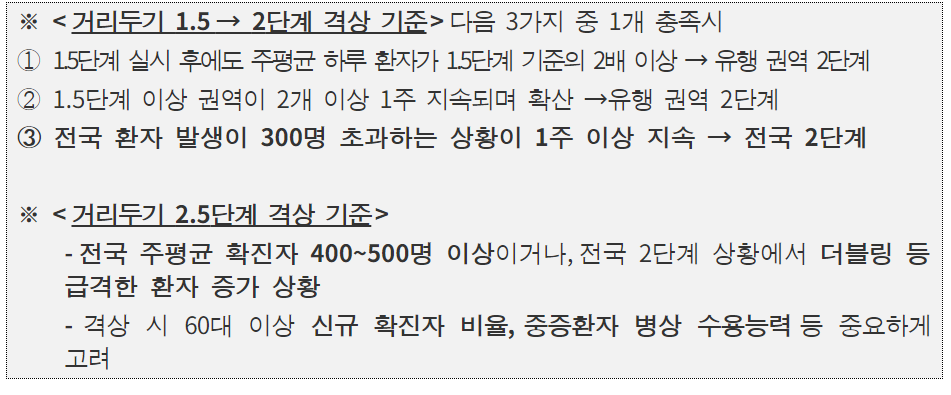 ※ < 거리두기 1.5 → 2단계 격상 기준> 다음 3가지 중 1개 충족시
① 1.5단계 실시 후에도 주평균 하루 환자가 1.5단계 기준의 2배 이상 → 유행 권역 2단계
② 1.5단계 이상 권역이 2개 이상 1주 지속되며 확산 →유행 권역 2단계
③ 전국 환자 발생이 300명 초과하는 상황이 1주 이상 지속 → 전국 2단계
※ < 거리두기 2.5단계 격상 기준>
- 전국 주평균 확진자 400~500명 이상이거나, 전국 2단계 상황에서 더블링 등
급격한 환자 증가 상황
- 격상 시 60대 이상 신규 확진자 비율, 중증환자 병상 수용능력 등 중요하게
고려